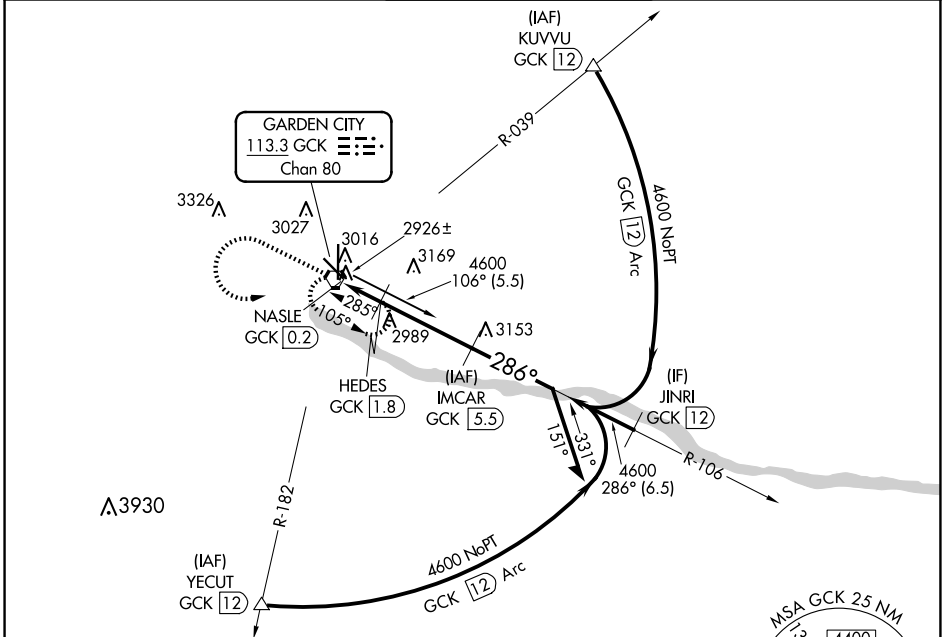 (IAF)
KUVVU
GCK 12
R-039
GARDEN CITY
113.3 GCK
Chan 80
4600 NoPT
GCK 12 Arc
3326
3027
3016
2926±
3169
4600
106° (5.5)
285°
105°
NASLE
GCK 0.2
2989
3153
HEDES
GCK 1.8
(IAF)
IMCAR
GCK 5.5
286°
(IF)
JINRI
GCK 12
151°
331°
4600
286° (6.5)
R-106
R-182
3930
(IAF)
YECUT
GCK 12
4600 NoPT
GCK 12 Arc
MSA GCK 25 NM